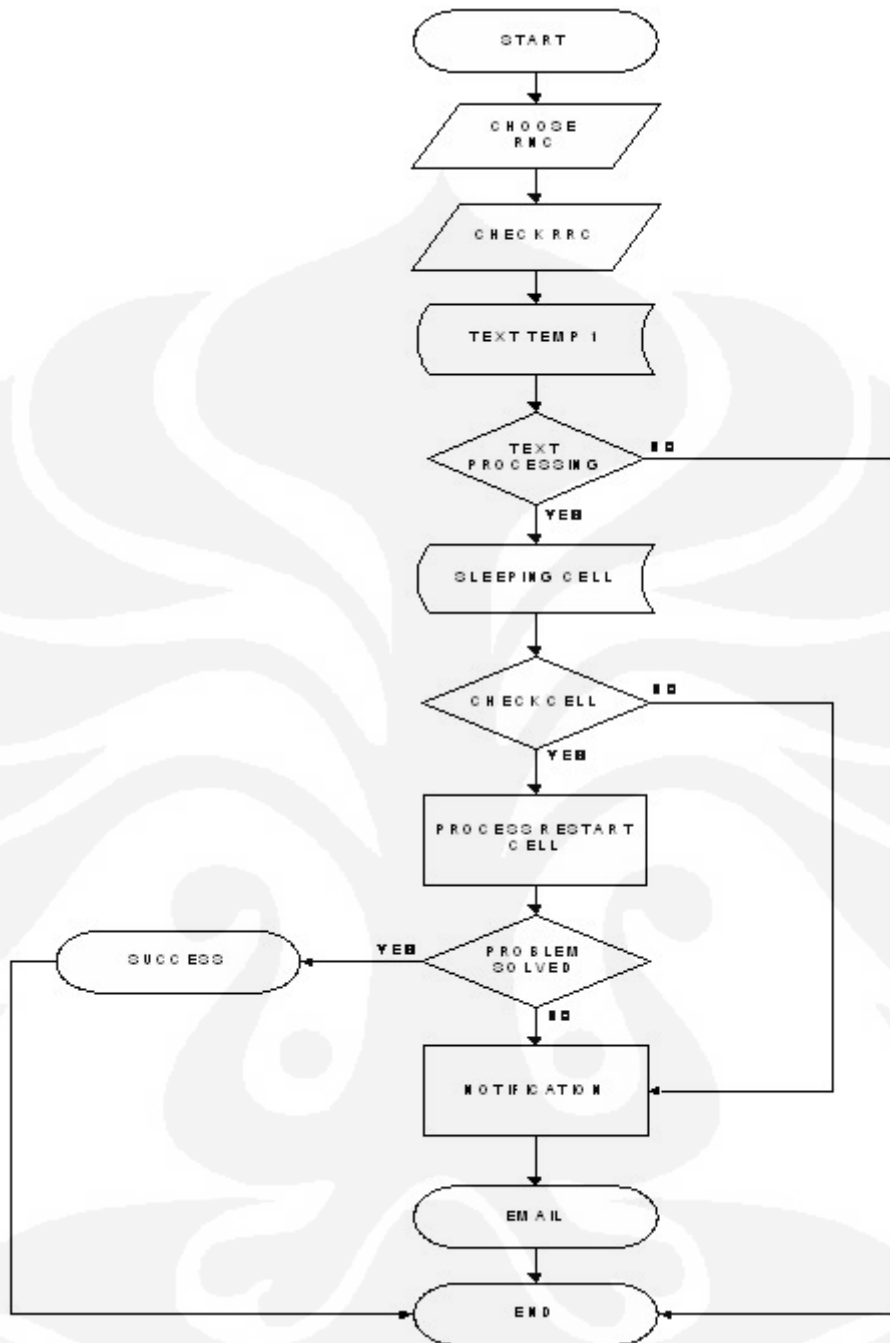 START
CHOOSE
RNC
CHECK RRC
TEXT TEMP 1
TEXT
PROCESSING
NO
YES
SLEEPING CELL
CHECK CELL
NO
YES
PROCESS RESTART
CELL
SUCCESS
YES
PROBLEM
SOLVED
NO
NOTIFICATION
EMAIL
END